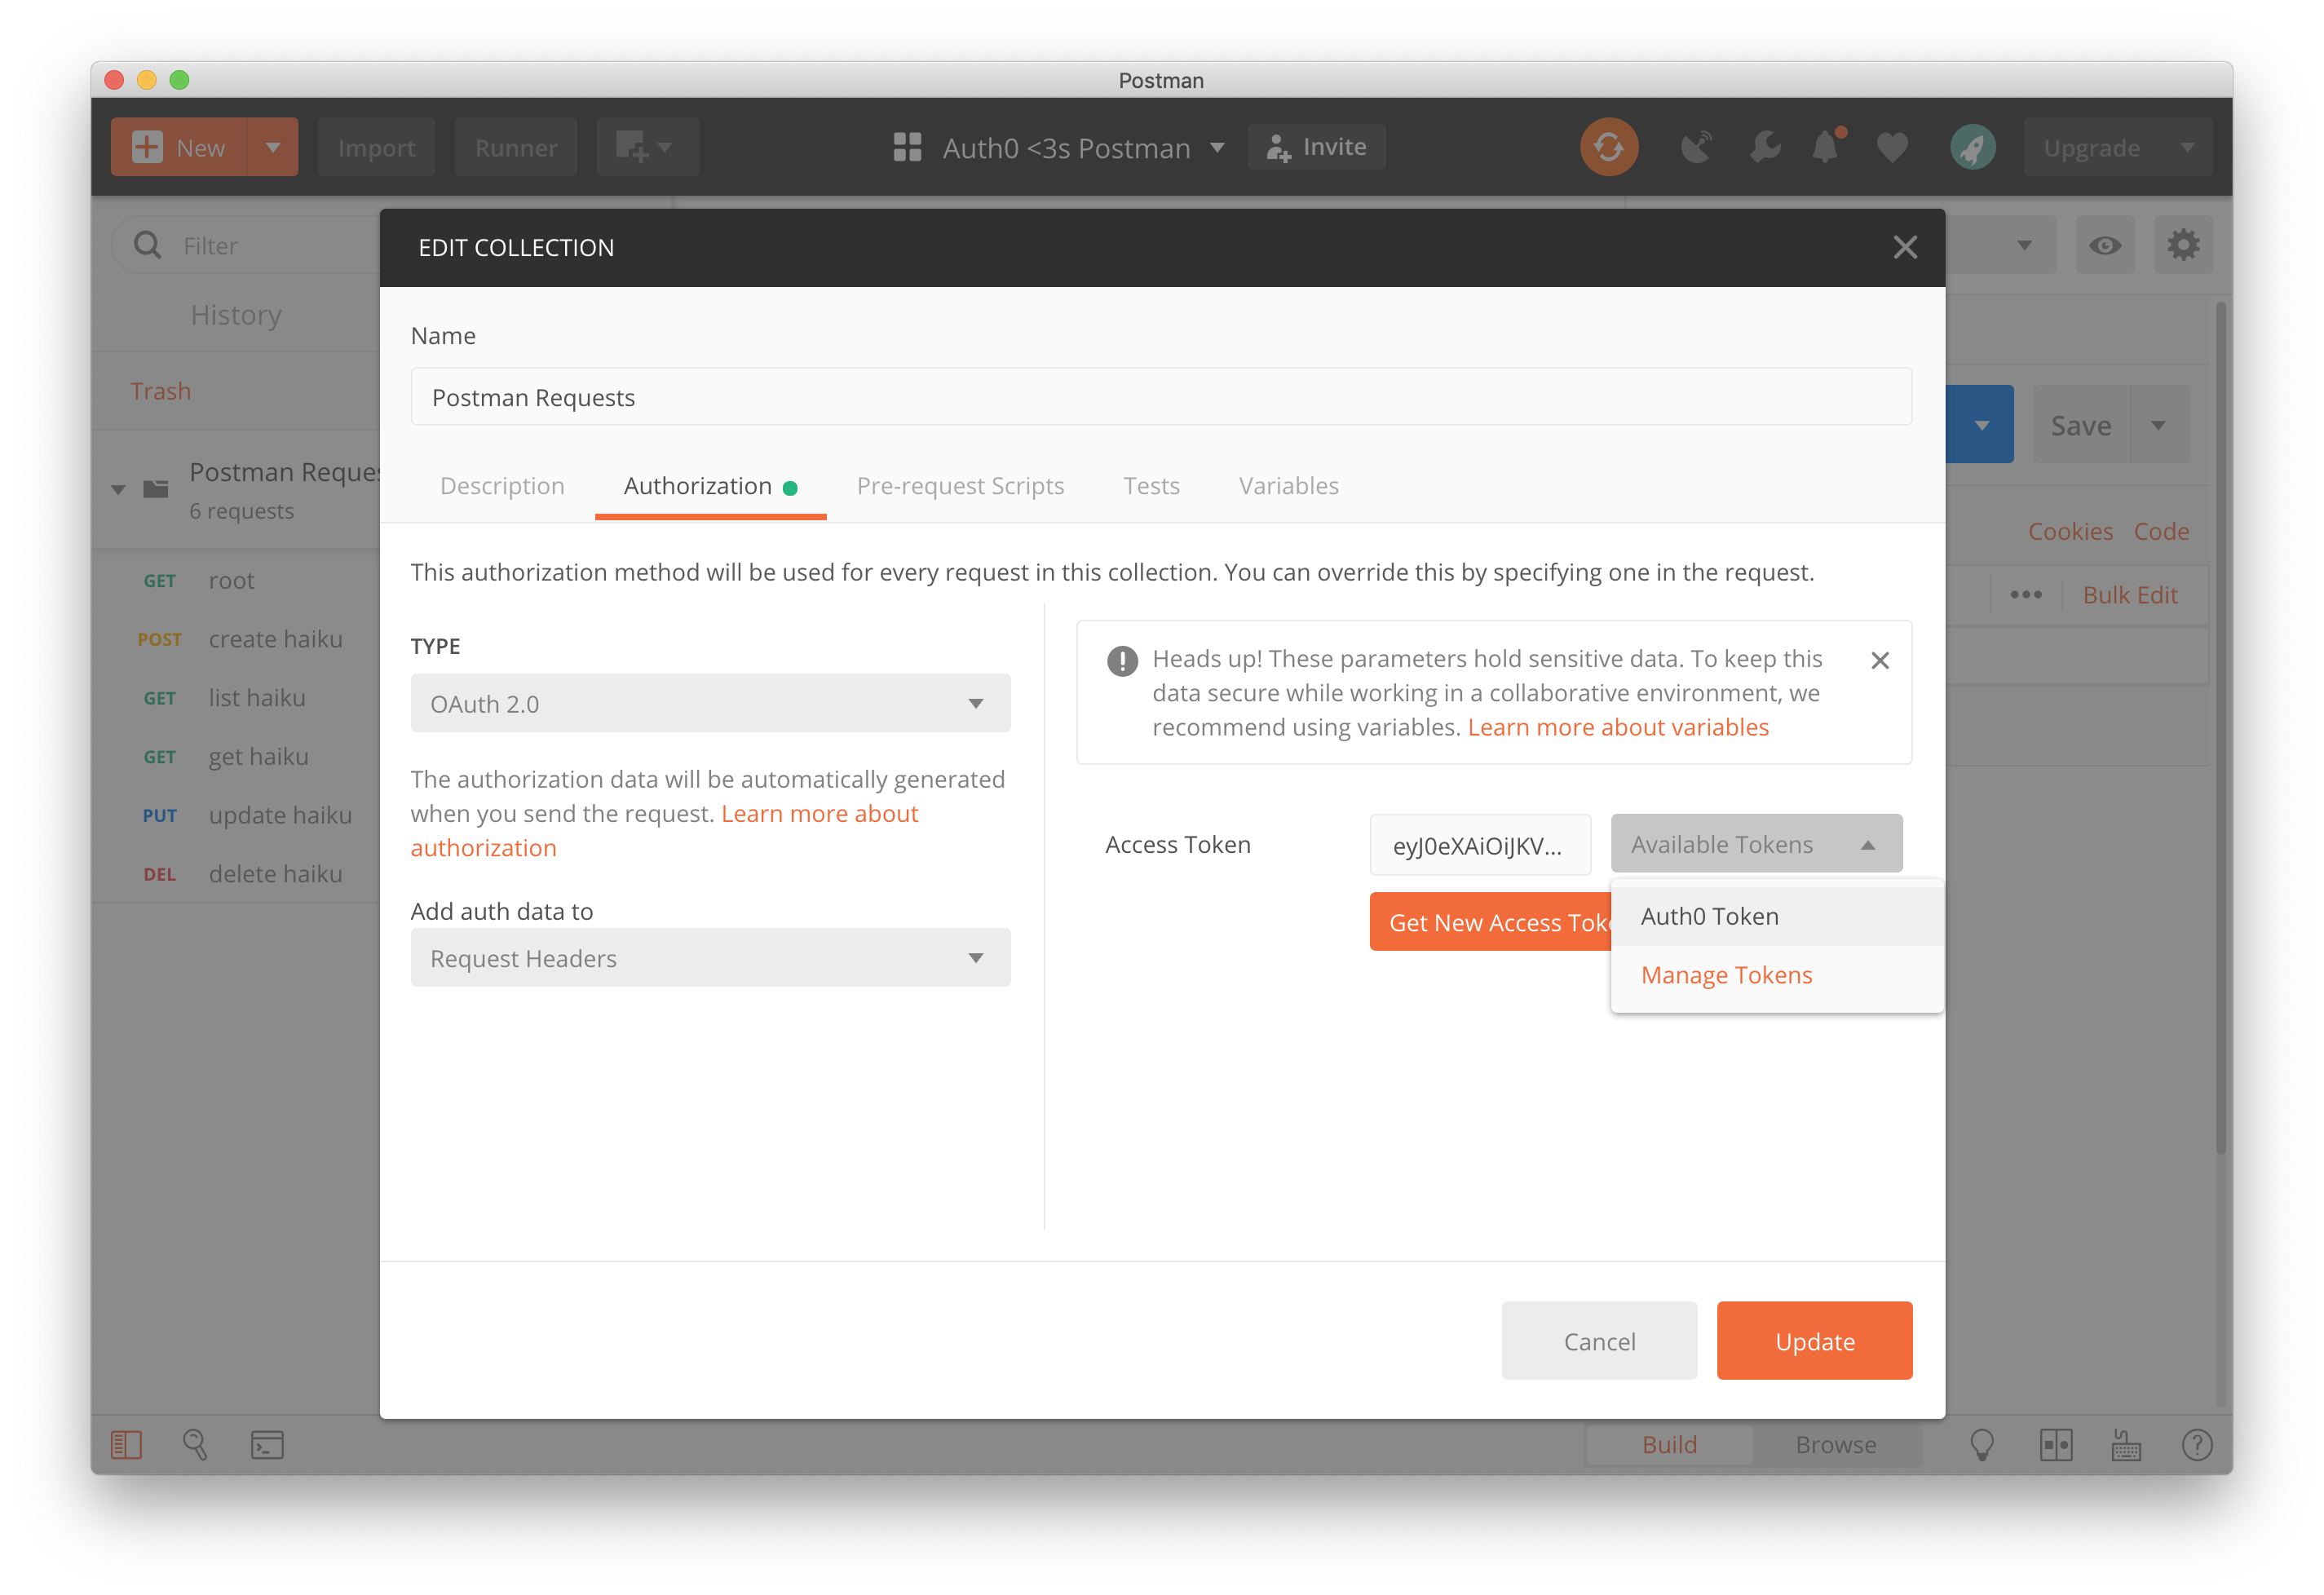 Postman
New
Import
Runner
Auth0 <3s Postman
Invite
Upgrade
Filter
History
Trash
Postman Reques
6 requests
GET root
POST create haiku
GET list haiku
GET get haiku
PUT update haiku
DEL delete haiku
EDIT COLLECTION
Name
Postman Requests
Description
Authorization
Pre-request Scripts
Tests
Variables
This authorization method will be used for every request in this collection. You can override this by specifying one in the request.
TYPE
OAuth 2.0
The authorization data will be automatically generated
when you send the request. Learn more about
authorization
Add auth data to
Request Headers
Heads up! These parameters hold sensitive data. To keep this
data secure while working in a collaborative environment, we
recommend using variables. Learn more about variables
Access Token
eyJ0eXAiOiJKV...
Available Tokens
Get New Access Toke
Auth0 Token
Manage Tokens
Cancel
Update
Save
Cookies
Code
Bulk Edit
Build
Browse